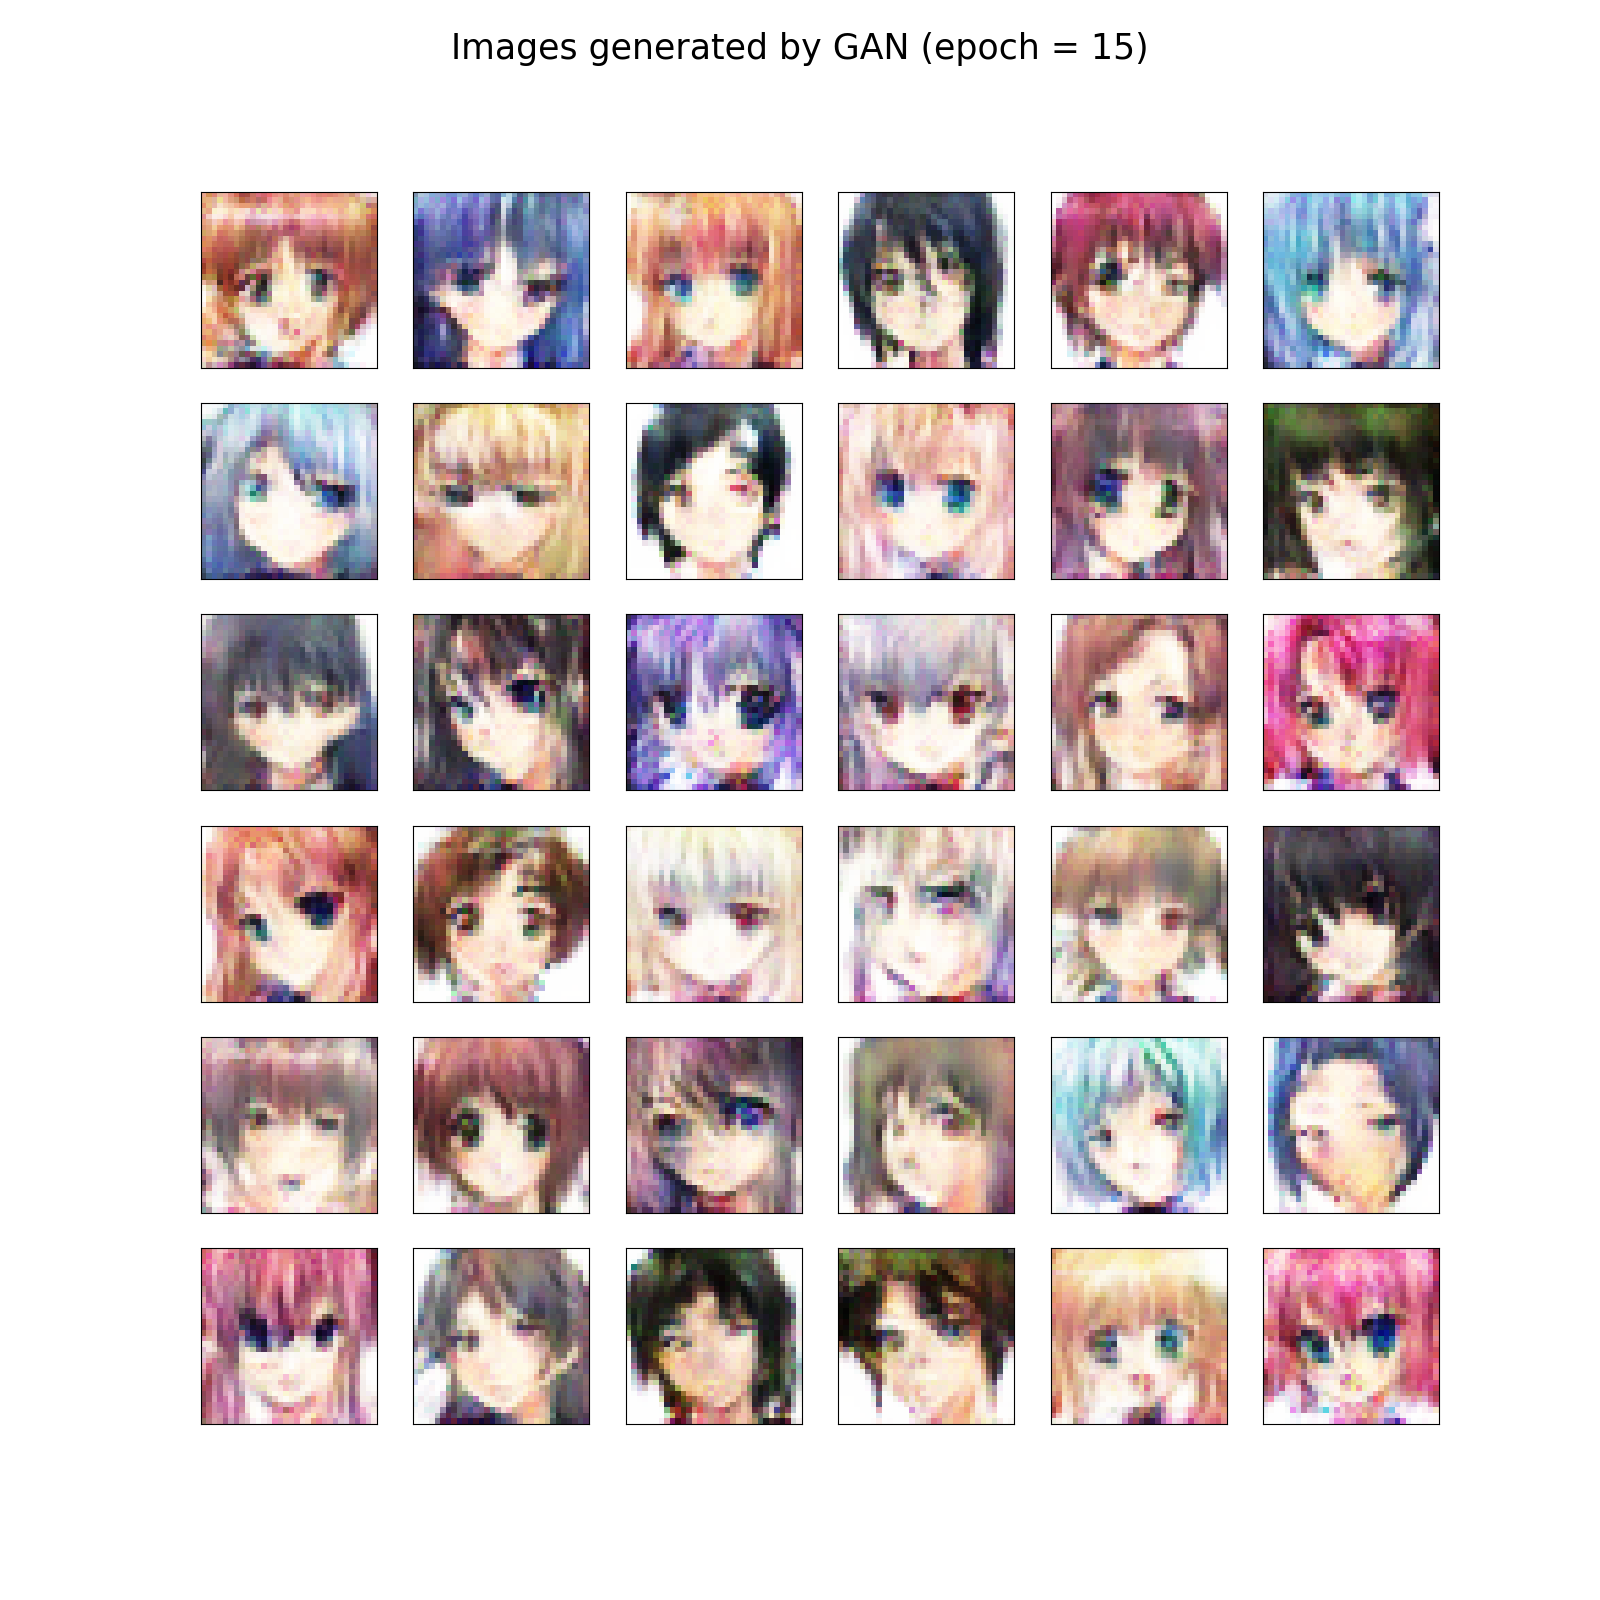 Images generated by GAN (epoch = 15)